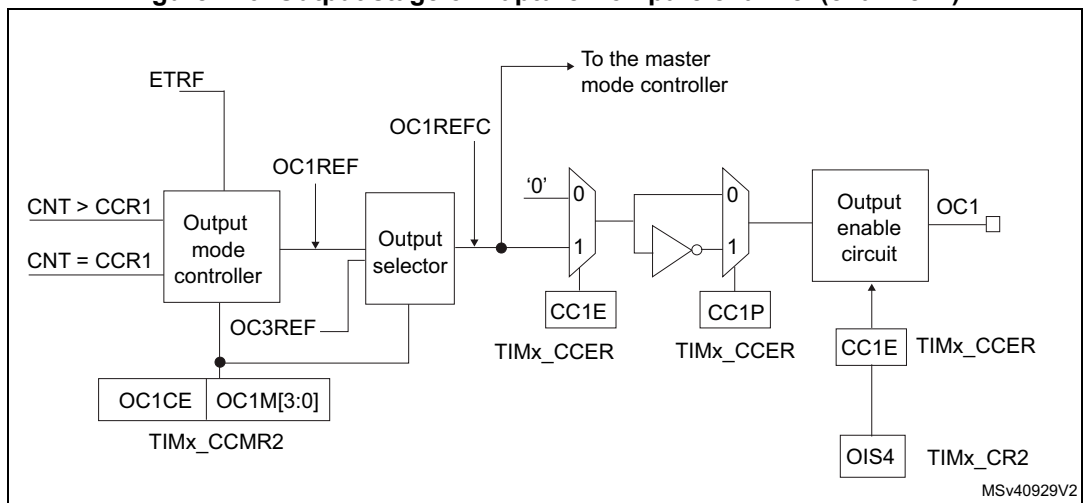 To the master
mode controller
ETRF
OC1REFC
OC1REF
'0'
0
0
CNT > CCR1
Output
mode
controller
Output
selector
Output
enable
circuit
OC1
CNT = CCR1
1
1
OC3REF
CC1E
CC1P
TIMx_CCER
TIMx_CCER
CC1E
TIMx_CCER
OC1CE
OC1M[3:0]
TIMx_CCMR2
OIS4
TIMx_CR2
MSv40929V2